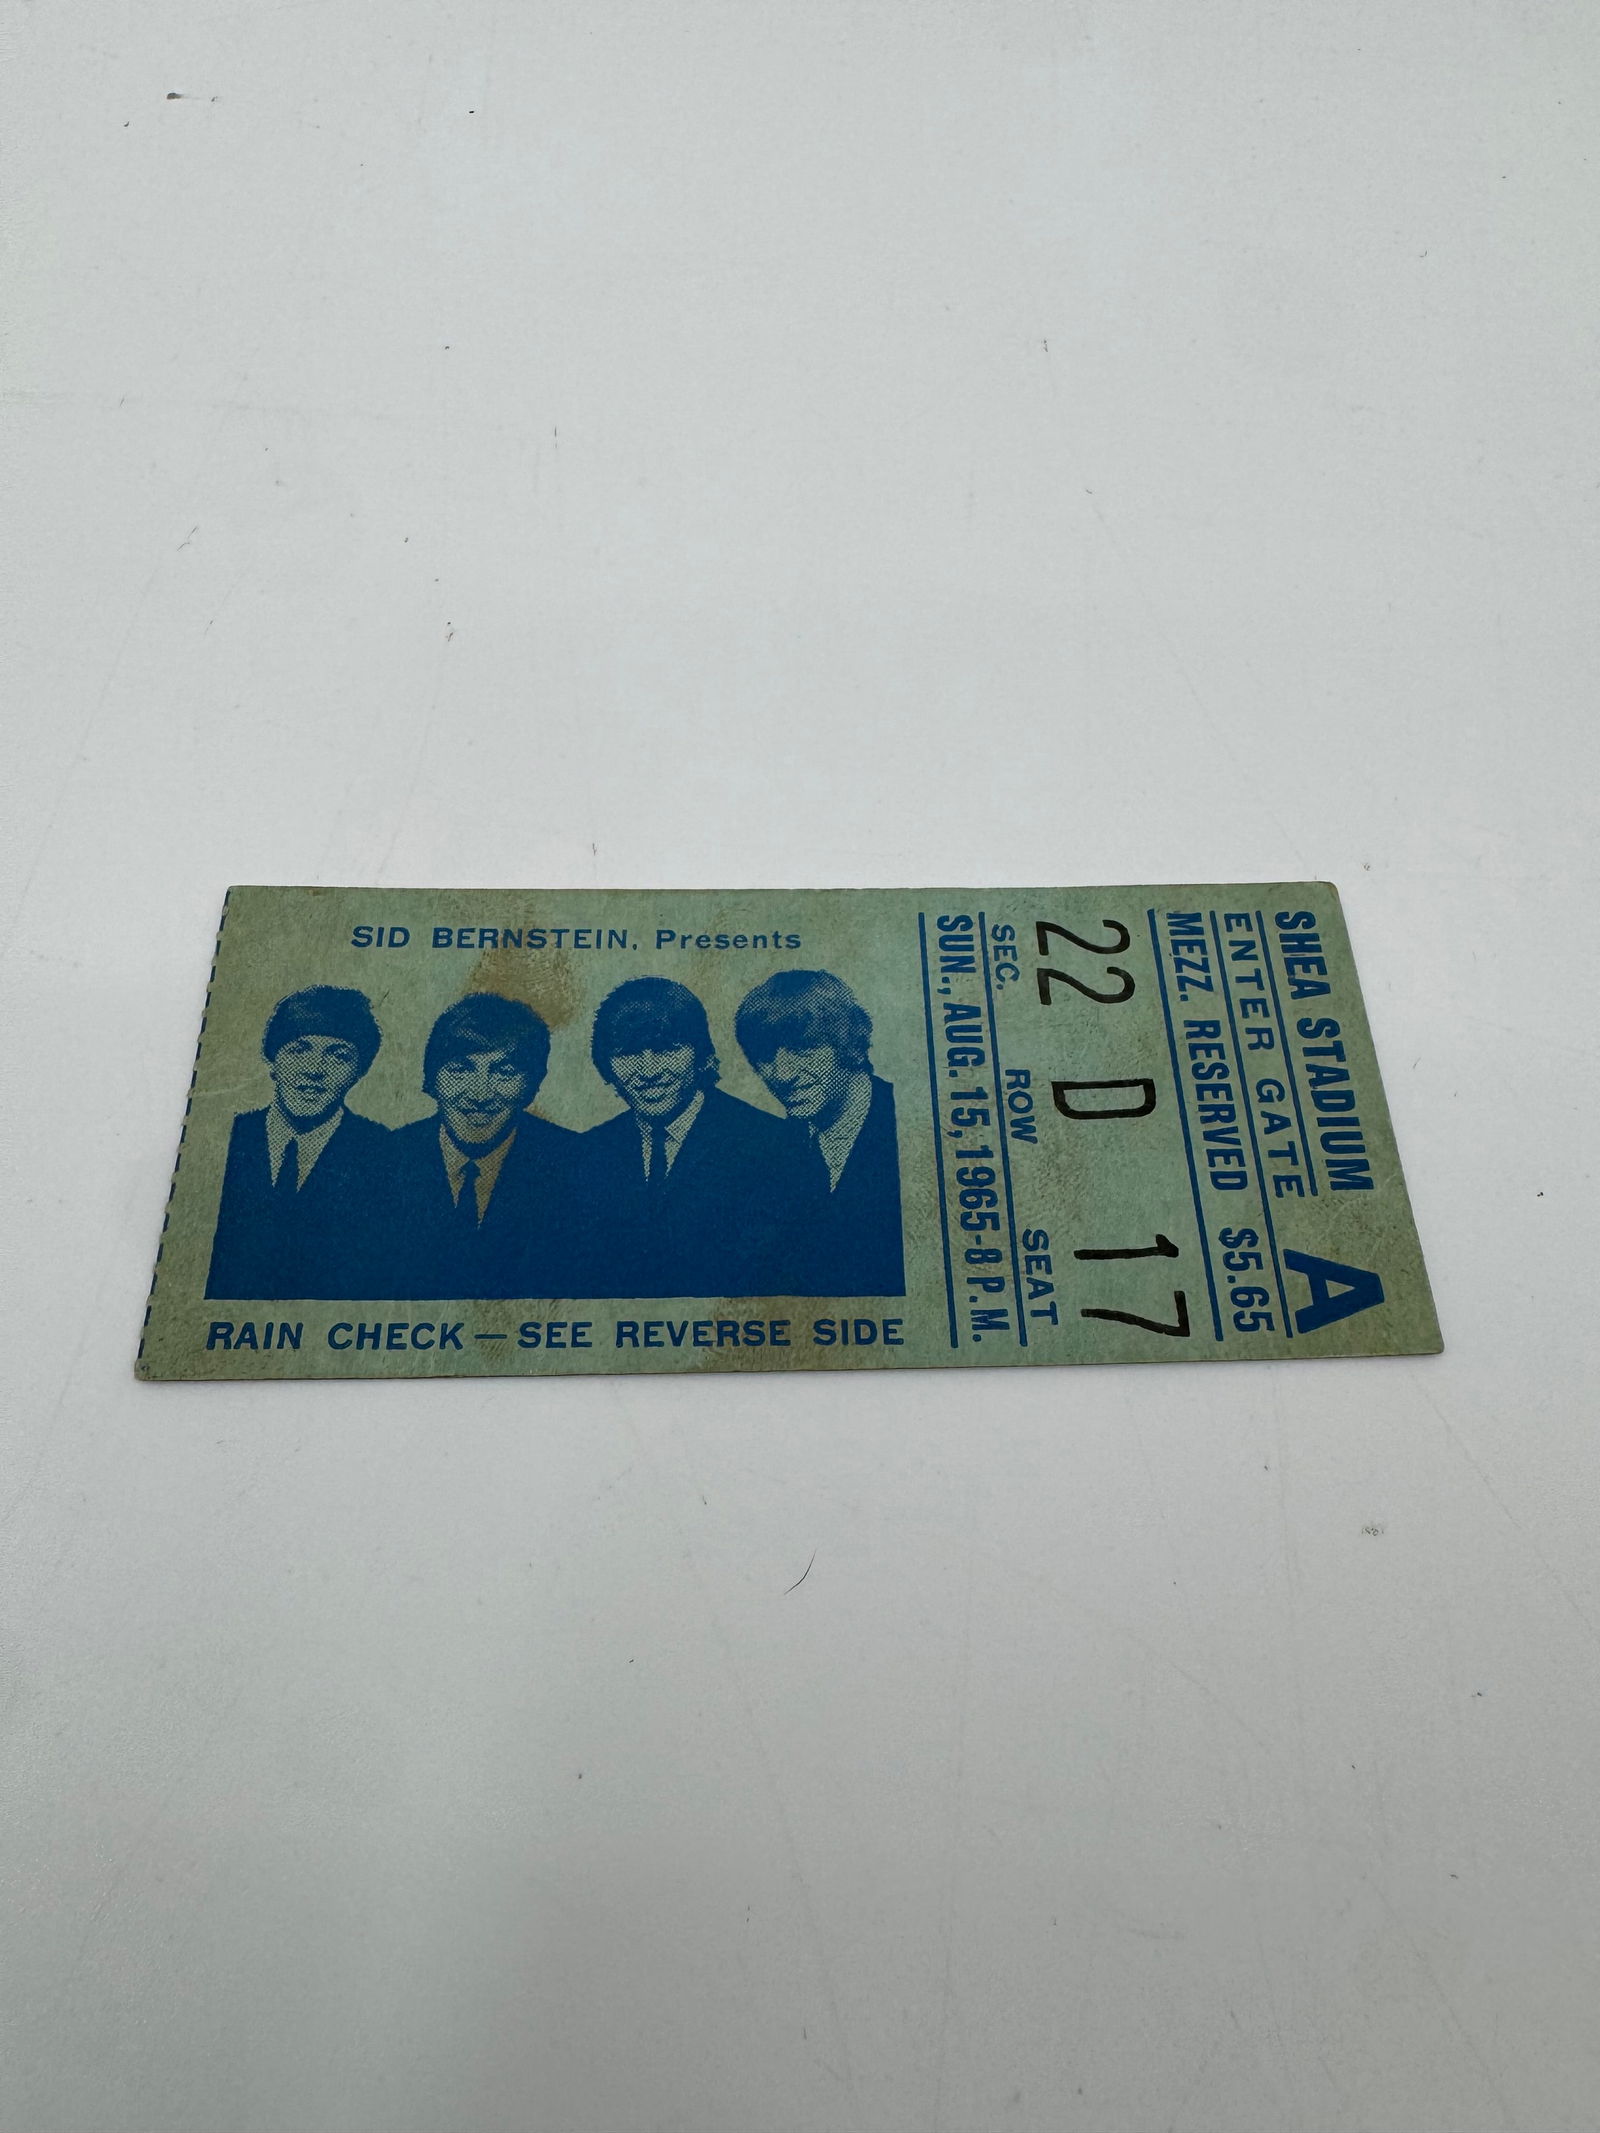 SID BERNSTEIN. Presents
RAIN CHECK — SEE REVERSE SIDE
SHEA STADIUM
ENTER GATE A
MEZZ. RESERVED $5.65
22 D 17
SEC. ROW SEAT
SUN., AUG. 15, 1965-8 P.M.